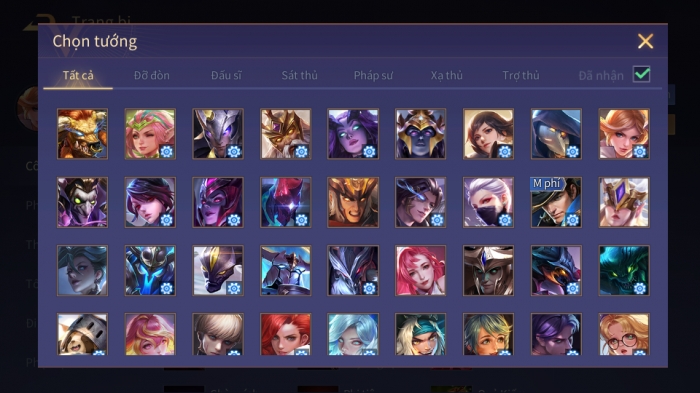 Trang bị
Chọn tướng
Tất cả
Đỡ đòn
Đấu sĩ
Sát thủ
Pháp sư
Xạ thủ
Trợ thủ
Đã nhận
M phí